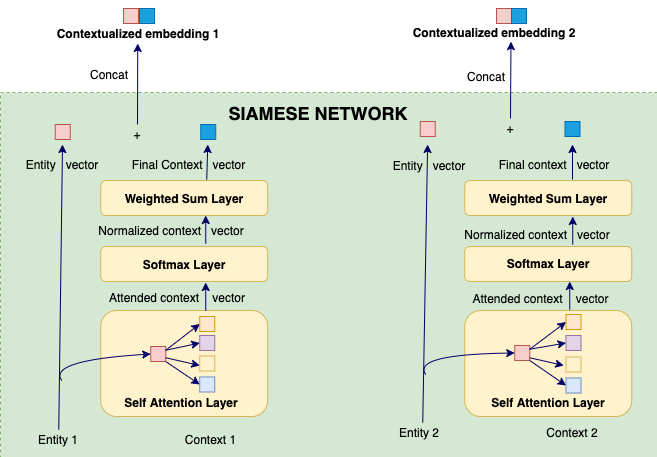 Contextualized embedding 1
Contextualized embedding 2
Concat
Concat
SIAMESE NETWORK
+
+
Entity vector
Final Context vector
Entity vector
Final context vector
Weighted Sum Layer
Weighted Sum Layer
Normalized context vector
Normalized context vector
Softmax Layer
Softmax Layer
Attended context vector
Attended context vector
Self Attention Layer
Self Attention Layer
Entity 1
Context 1
Entity 2
Context 2